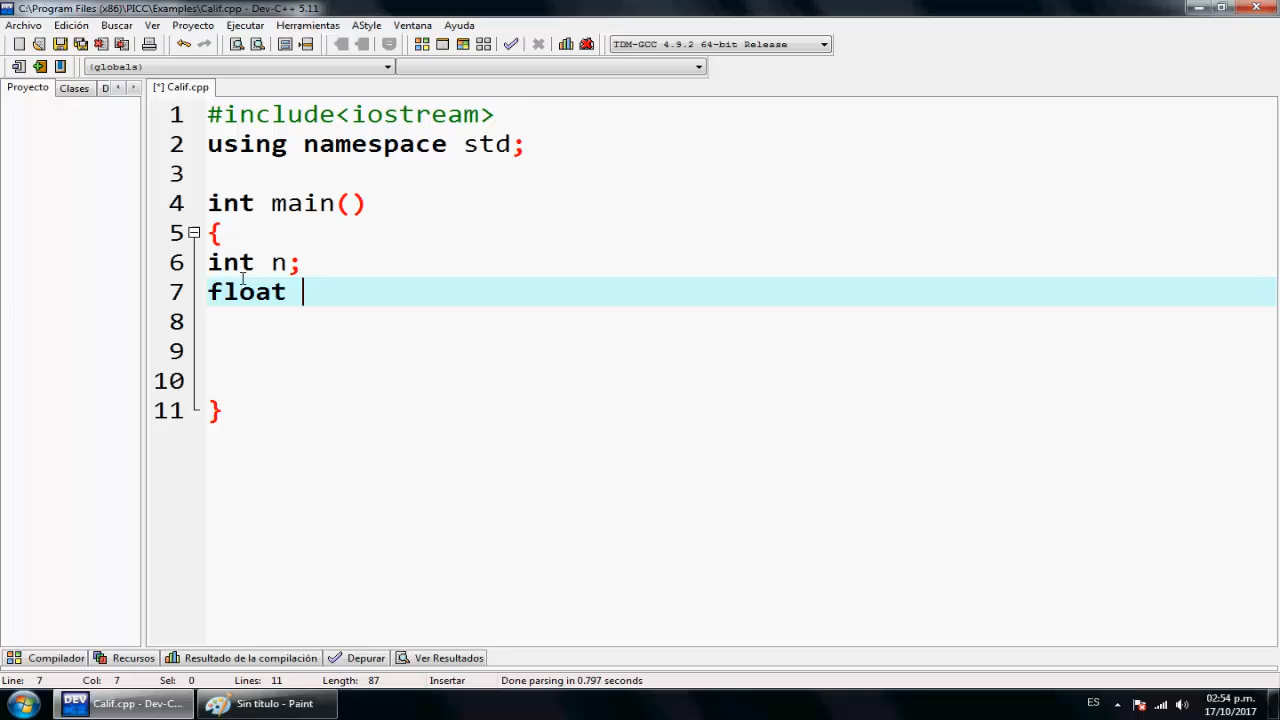 C:\Program Files (x86)\PICC\Examples\Calif.cpp - Dev-C++ 5.11
Archivo Edición Buscar Ver Proyecto Ejecutar Herramientas AStyle Ventana Ayuda
TDM-GCC 4.9.2 64-bit Release
(globals)
Proyecto Clases D
[*] Calif.cpp
1 #include<iostream>
2 using namespace std;
3
4 int main()
5 {
6 int n;
7 float
8
9
10
11 }
Compilador Recursos Resultado de la compilación Depurar Ver Resultados
Line: 7 Col: 7 Sel: 0 Lines: 11 Length: 87 Insertar Done parsing in 0.797 seconds
DEV Calif.cpp - Dev-C... Sin título - Paint ES 02:54 p.m.
17/10/2017